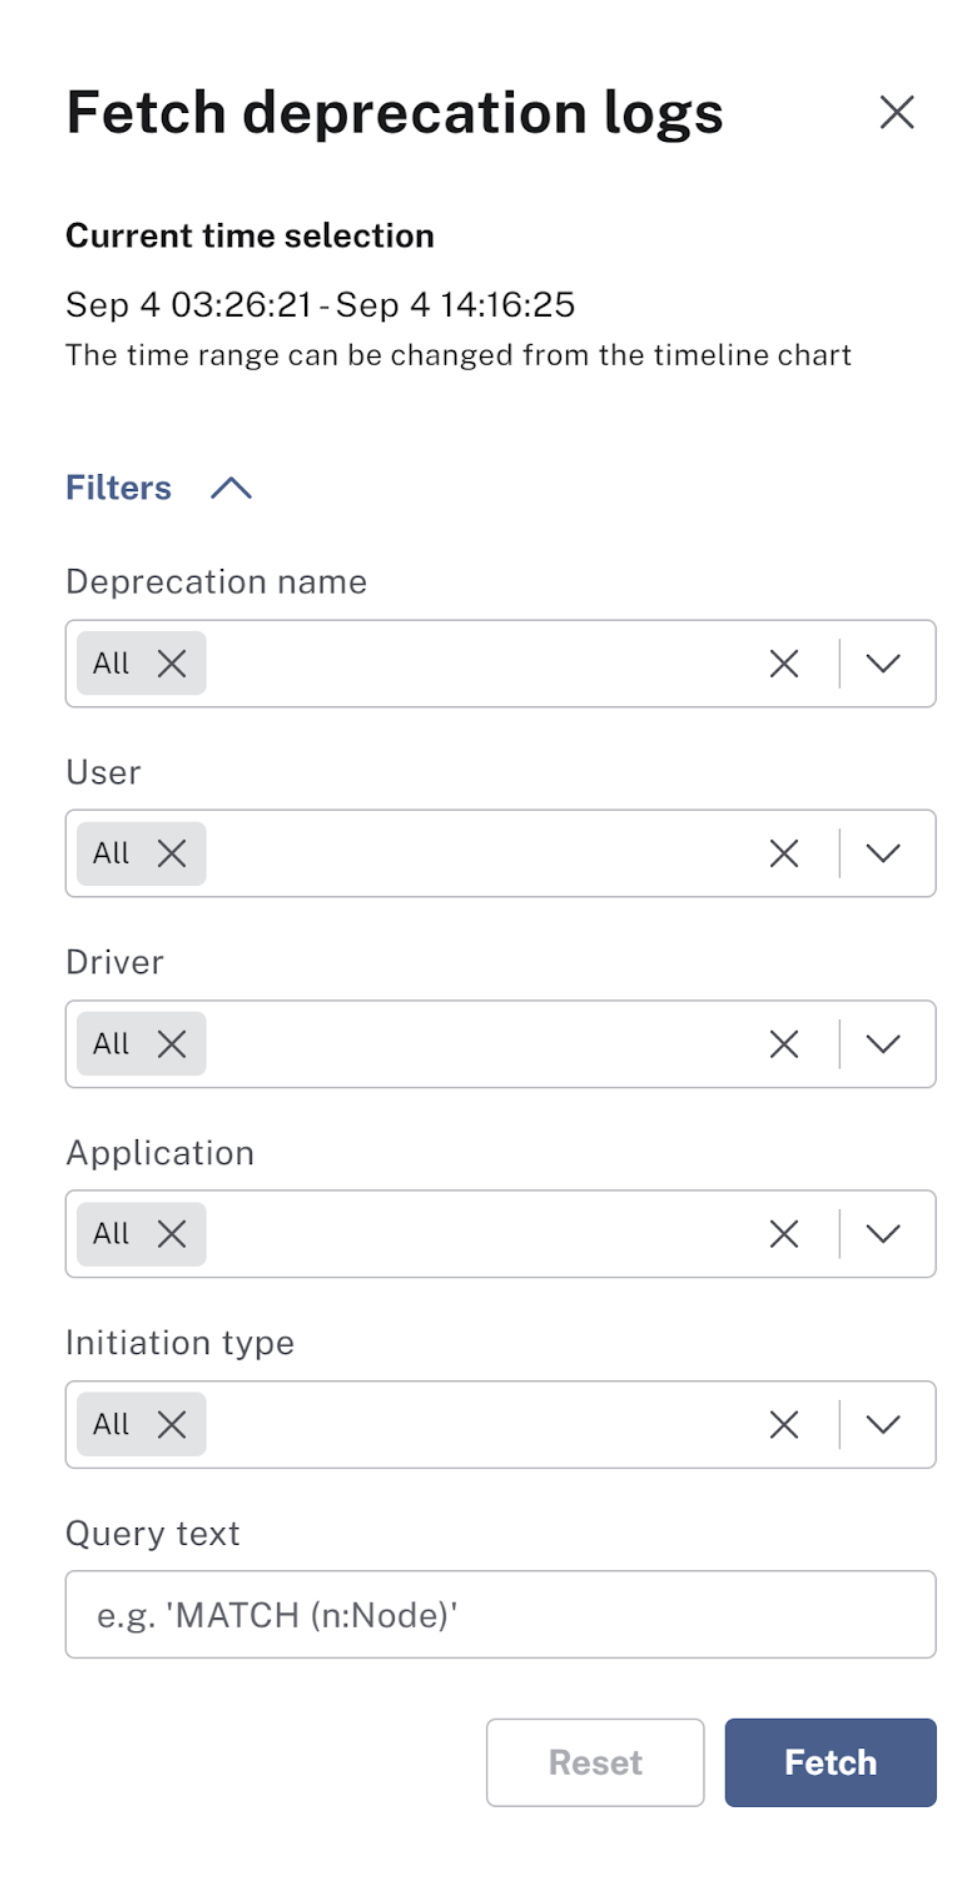 Fetch deprecation logs
Current time selection
Sep 4 03:26:21 - Sep 4 14:16:25
The time range can be changed from the timeline chart
Filters
Deprecation name
All
User
All
Driver
All
Application
All
Initiation type
All
Query text
e.g. 'MATCH (n:Node)'
Reset Fetch